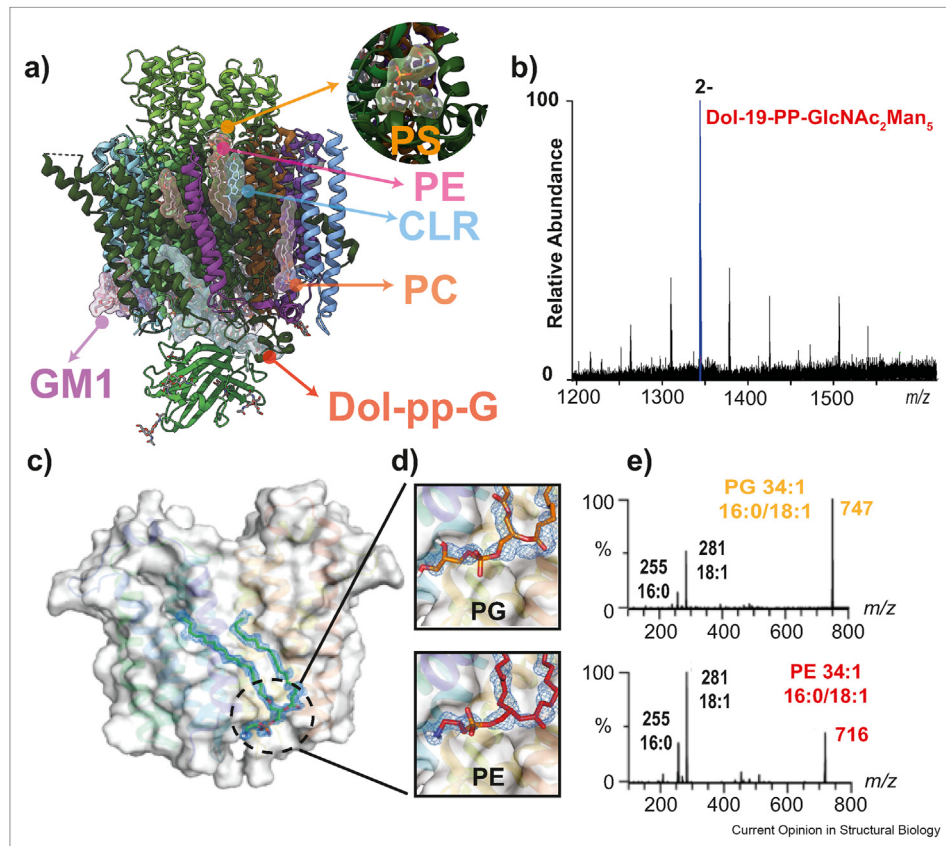 a)
PS
PE
CLR
PC
GM1
Dol-pp-G
b)
2-
100
Dol-19-PP-GlcNAc₂Man₅
Relative Abundance
0
1200 1300 1400 1500 m/z
c)
d)
PG
PE
e)
PG 34:1
16:0/18:1
747
100
%
0
255
16:0
281
18:1
200 400 600 800
m/z
PE 34:1
16:0/18:1
716
100
%
0
255
16:0
281
18:1
200 400 600 800
m/z
Current Opinion in Structural Biology